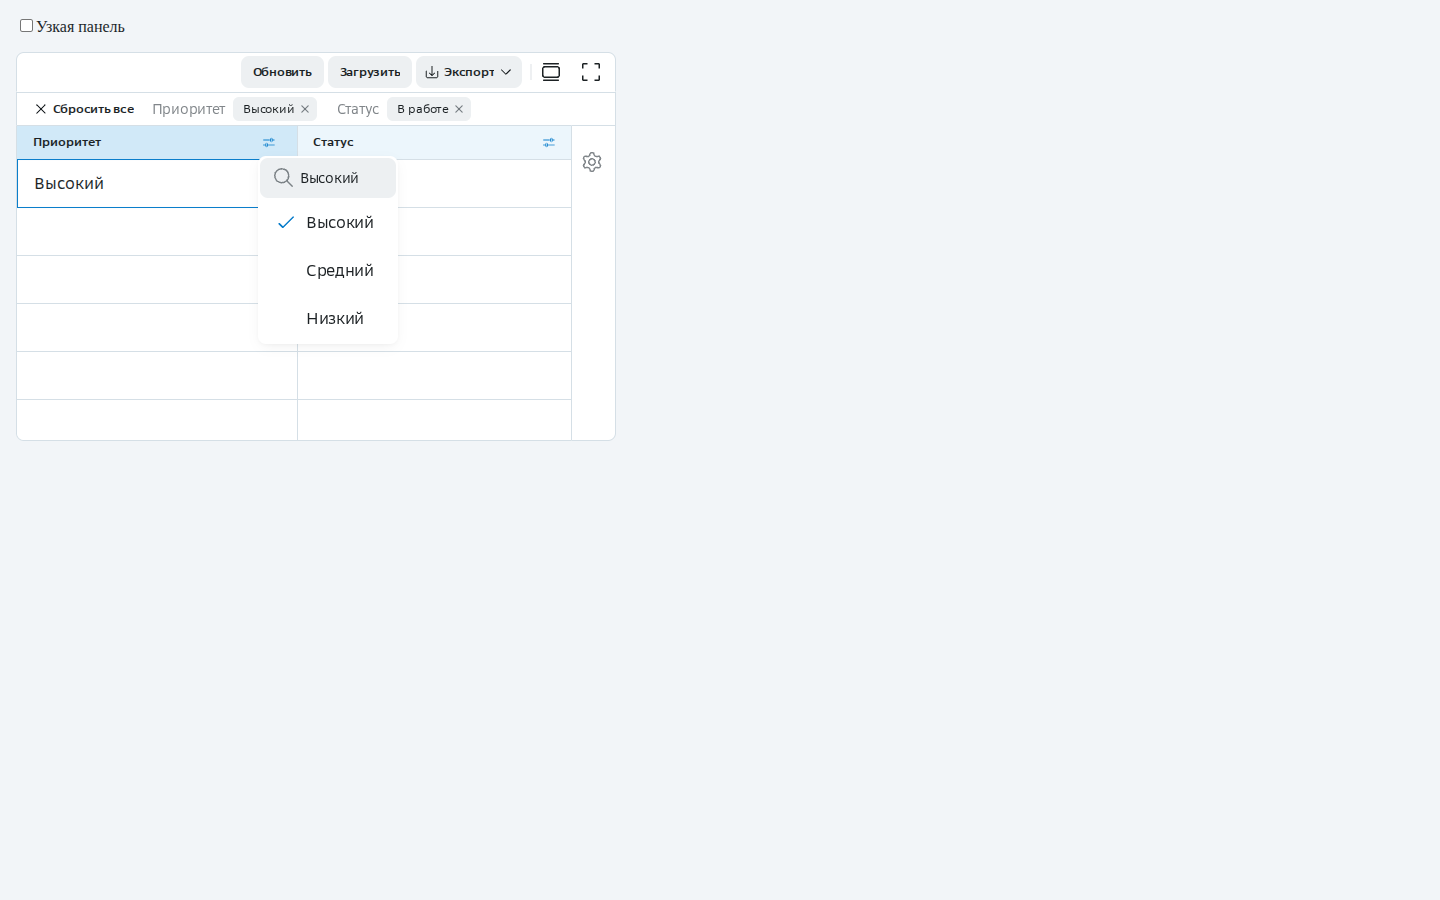 Узкая панель
Обновить Загрузить Экспорт
Сбросить все Приоритет Высокий Статус В работе
Приоритет Статус
Высокий
Высокий
Высокий
Средний
Низкий